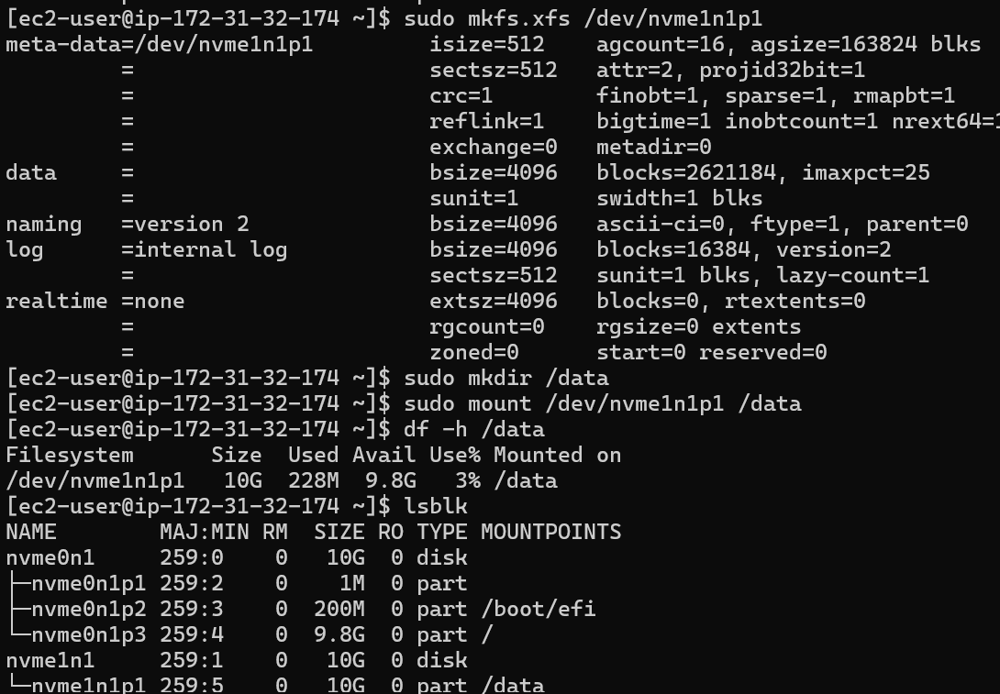 [ec2-user@ip-172-31-32-174 ~]$ sudo mkfs.xfs /dev/nvme1n1p1
meta-data=/dev/nvme1n1p1         isize=512    agcount=16, agsize=163824 blks
         =                       sectsz=512   attr=2, projid32bit=1
         =                       crc=1        finobt=1, sparse=1, rmapbt=1
         =                       reflink=1    bigtime=1 inobtcount=1 nrext64=1
         =                       exchange=0   metadir=0
data     =                       bsize=4096   blocks=2621184, imaxpct=25
         =                       sunit=1      swidth=1 blks
naming   =version 2              bsize=4096   ascii-ci=0, ftype=1, parent=0
log      =internal log           bsize=4096   blocks=16384, version=2
         =                       sectsz=512   sunit=1 blks, lazy-count=1
realtime =none                   extsz=4096   blocks=0, rtextents=0
         =                       rgcount=0    rgsize=0 extents
         =                       zoned=0      start=0 reserved=0
[ec2-user@ip-172-31-32-174 ~]$ sudo mkdir /data
[ec2-user@ip-172-31-32-174 ~]$ sudo mount /dev/nvme1n1p1 /data
[ec2-user@ip-172-31-32-174 ~]$ df -h /data
Filesystem      Size  Used Avail Use% Mounted on
/dev/nvme1n1p1   10G  228M  9.8G   3% /data
[ec2-user@ip-172-31-32-174 ~]$ lsblk
NAME        MAJ:MIN RM  SIZE RO TYPE MOUNTPOINTS
nvme0n1     259:0    0   10G  0 disk
├─nvme0n1p1 259:2    0    1M  0 part
├─nvme0n1p2 259:3    0  200M  0 part /boot/efi
└─nvme0n1p3 259:4    0  9.8G  0 part /
nvme1n1     259:1    0   10G  0 disk
└─nvme1n1p1 259:5    0   10G  0 part /data